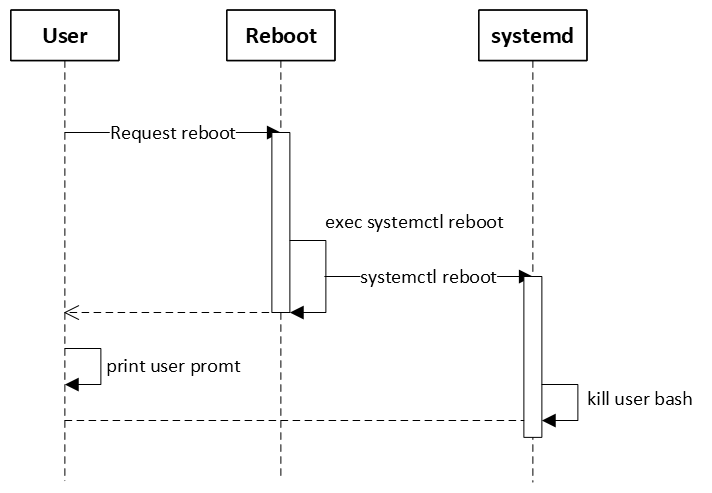 User
Reboot
systemd
Request reboot
exec systemctl reboot
systemctl reboot
print user promt
kill user bash